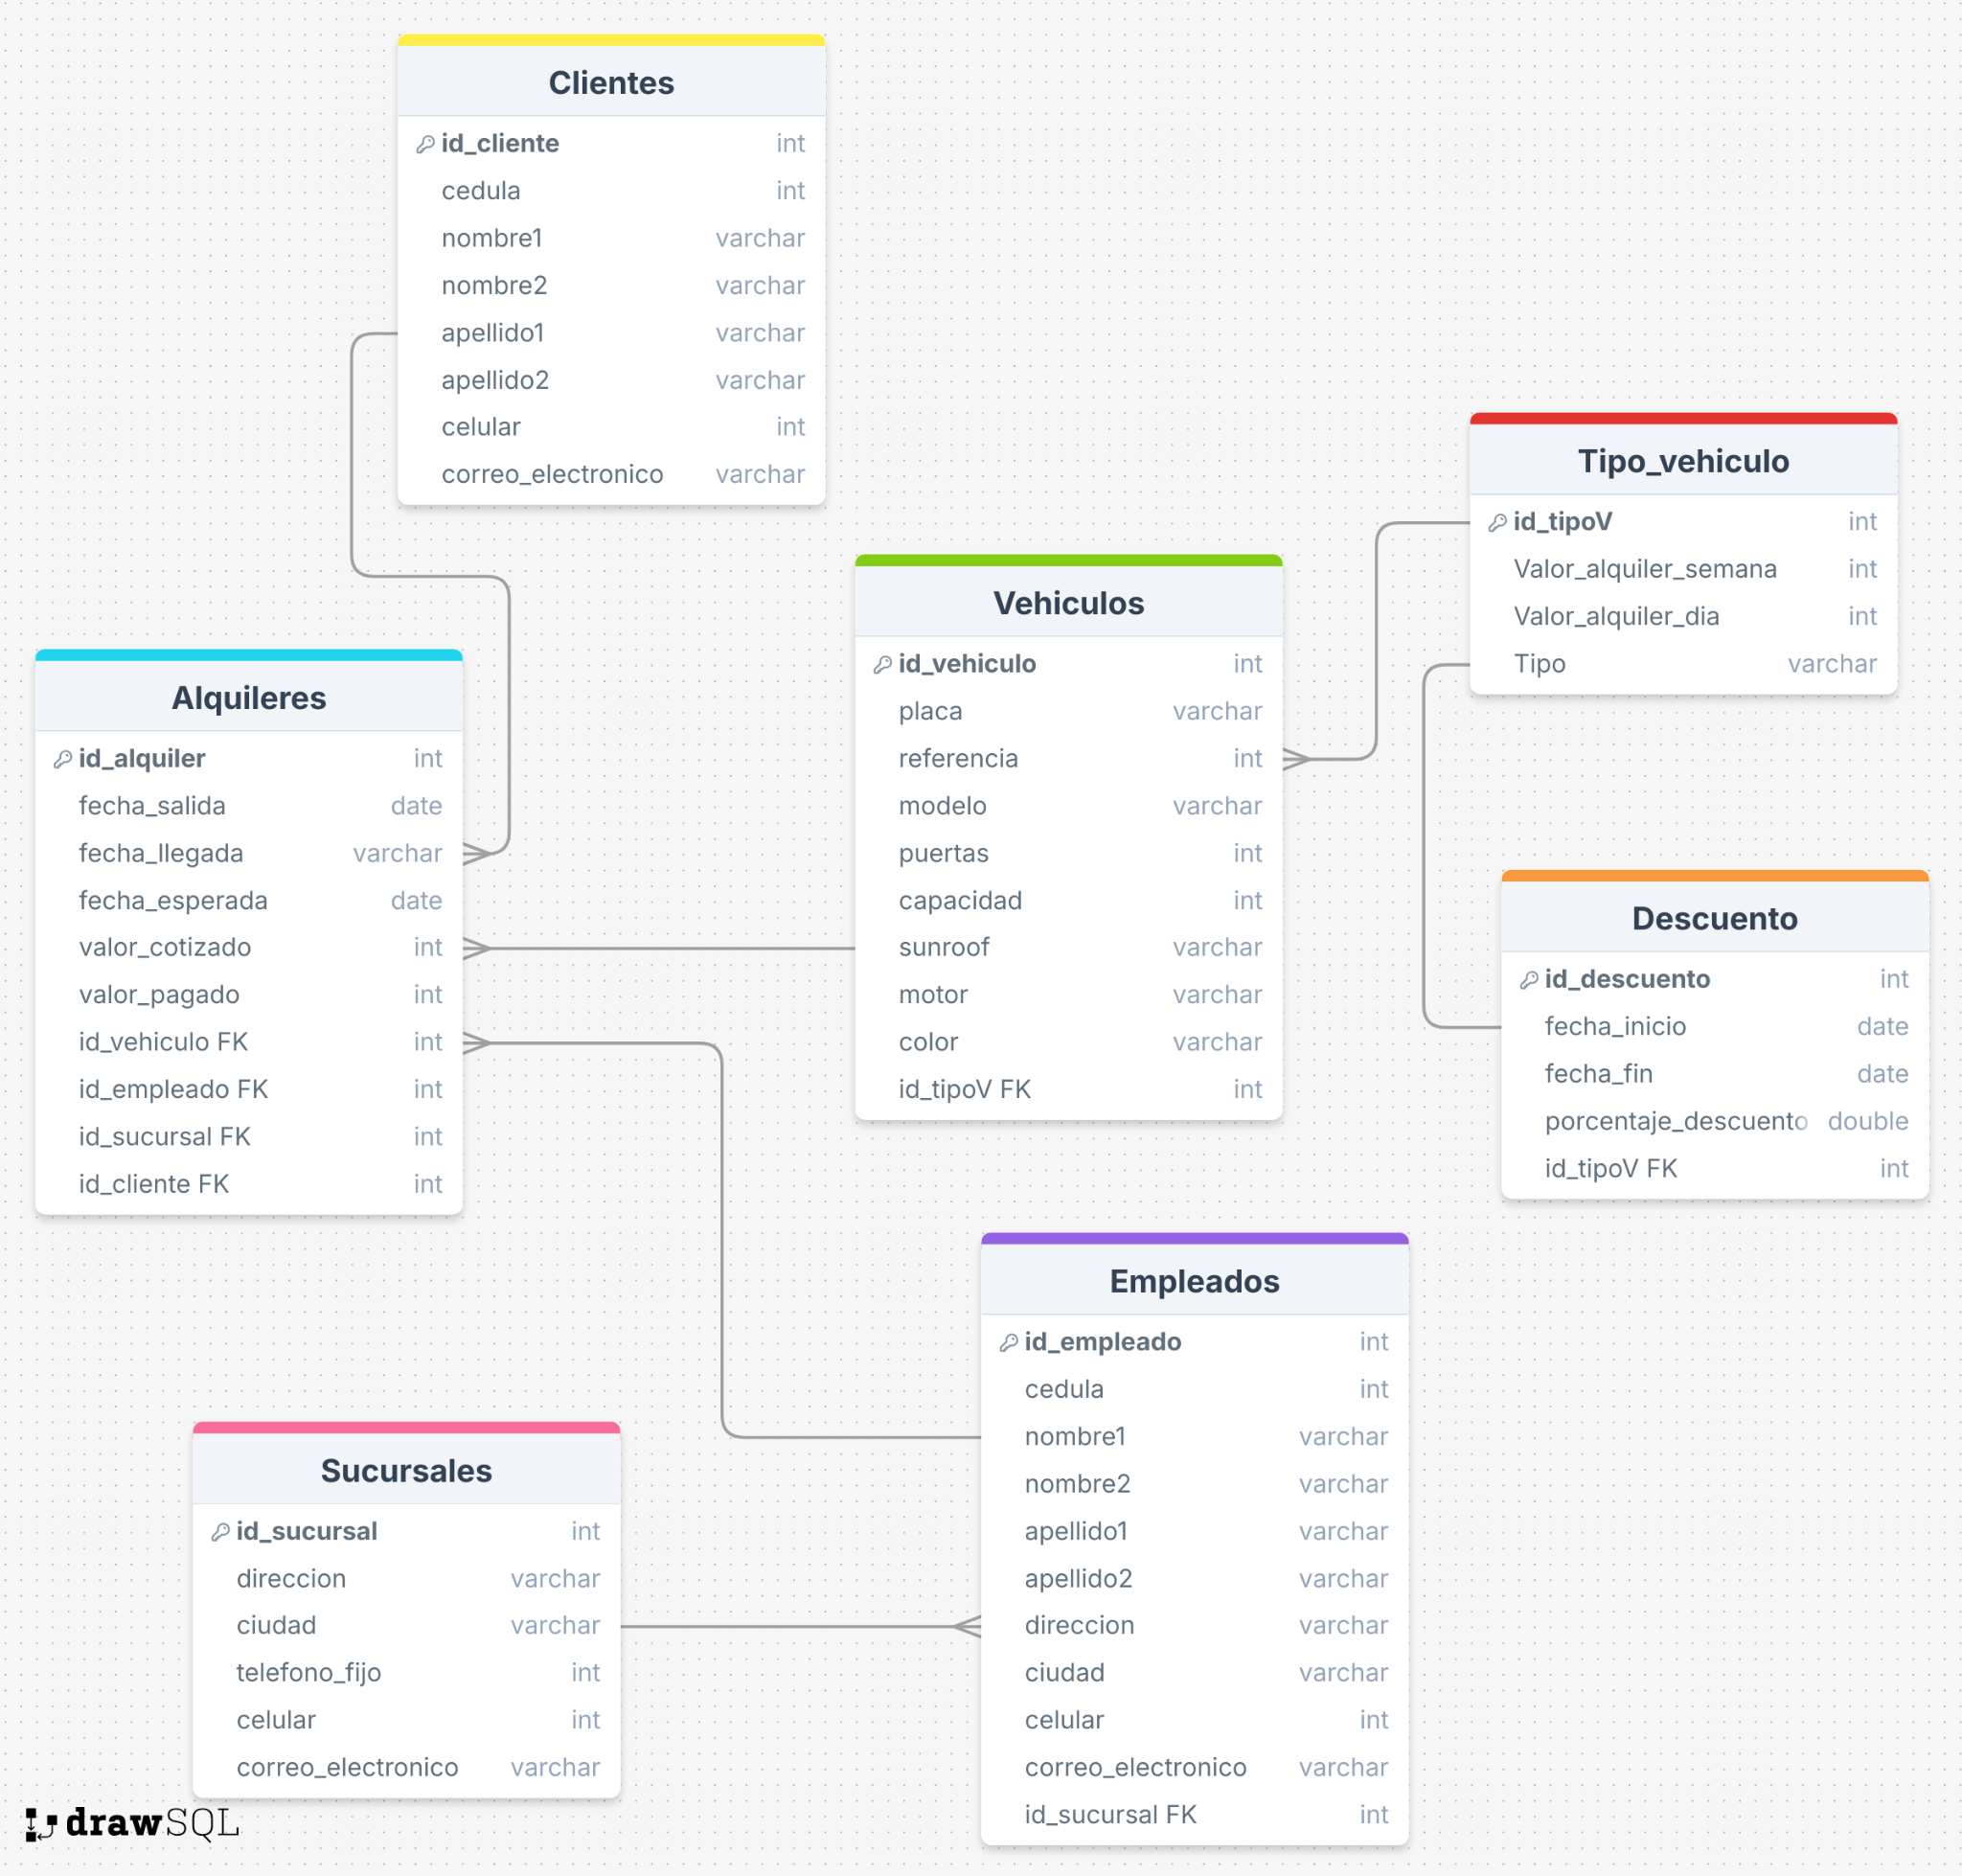 Clientes
id_cliente int
cedula int
nombre1 varchar
nombre2 varchar
apellido1 varchar
apellido2 varchar
celular int
correo_electronico varchar
Tipo_vehiculo
id_tipoV int
Valor_alquiler_semana int
Valor_alquiler_dia int
Tipo varchar
Vehiculos
id_vehiculo int
placa varchar
referencia int
modelo varchar
puertas int
capacidad int
sunroof varchar
motor varchar
color varchar
id_tipoV FK int
Alquileres
id_alquiler int
fecha_salida date
fecha_llegada varchar
fecha_esperada date
valor_cotizado int
valor_pagado int
id_vehiculo FK int
id_empleado FK int
id_sucursal FK int
id_cliente FK int
Descuento
id_descuento int
fecha_inicio date
fecha_fin date
porcentaje_descuento double
id_tipoV FK int
Empleados
id_empleado int
cedula int
nombre1 varchar
nombre2 varchar
apellido1 varchar
apellido2 varchar
direccion varchar
ciudad varchar
celular int
correo_electronico varchar
id_sucursal FK int
Sucursales
id_sucursal int
direccion varchar
ciudad varchar
telefono_fijo int
celular int
correo_electronico varchar
drawSQL